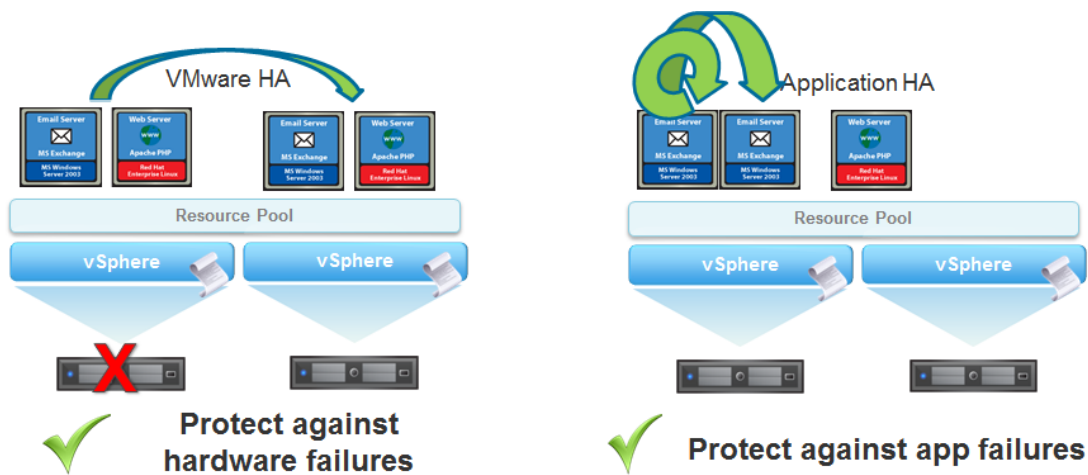 VMware HA
Email Server
MS Exchange
MS Windows
Server 2003
Web Server
www
Apache PHP
Red Hat
Enterprise Linux
Email Server
MS Exchange
MS Windows
Server 2003
Web Server
www
Apache PHP
Red Hat
Enterprise Linux
Resource Pool
vSphere
vSphere
X
Protect against
hardware failures
Application HA
Email Server
MS Exchange
MS Windows
Server 2003
Email Server
MS Exchange
MS Windows
Server 2003
Web Server
www
Apache PHP
Red Hat
Enterprise Linux
Resource Pool
vSphere
vSphere
Protect against app failures